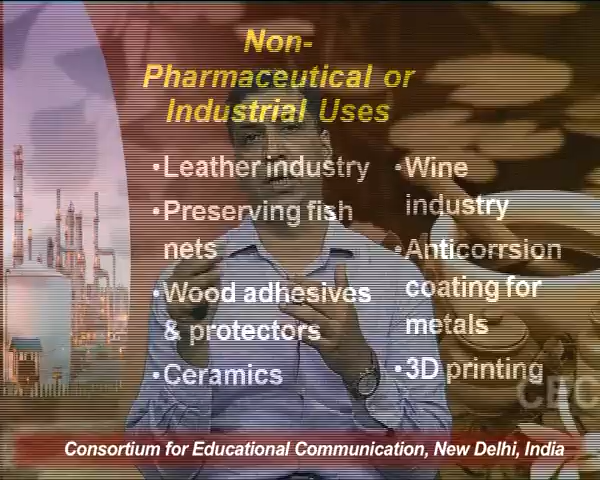 Non-
Pharmaceutical or
Industrial Uses
•Leather industry
•Preserving fish
nets
•Wood adhesives
& protectors
•Ceramics
•Wine
industry
•Anticorrsion
coating for
metals
•3D printing
CEC
Consortium for Educational Communication, New Delhi, India